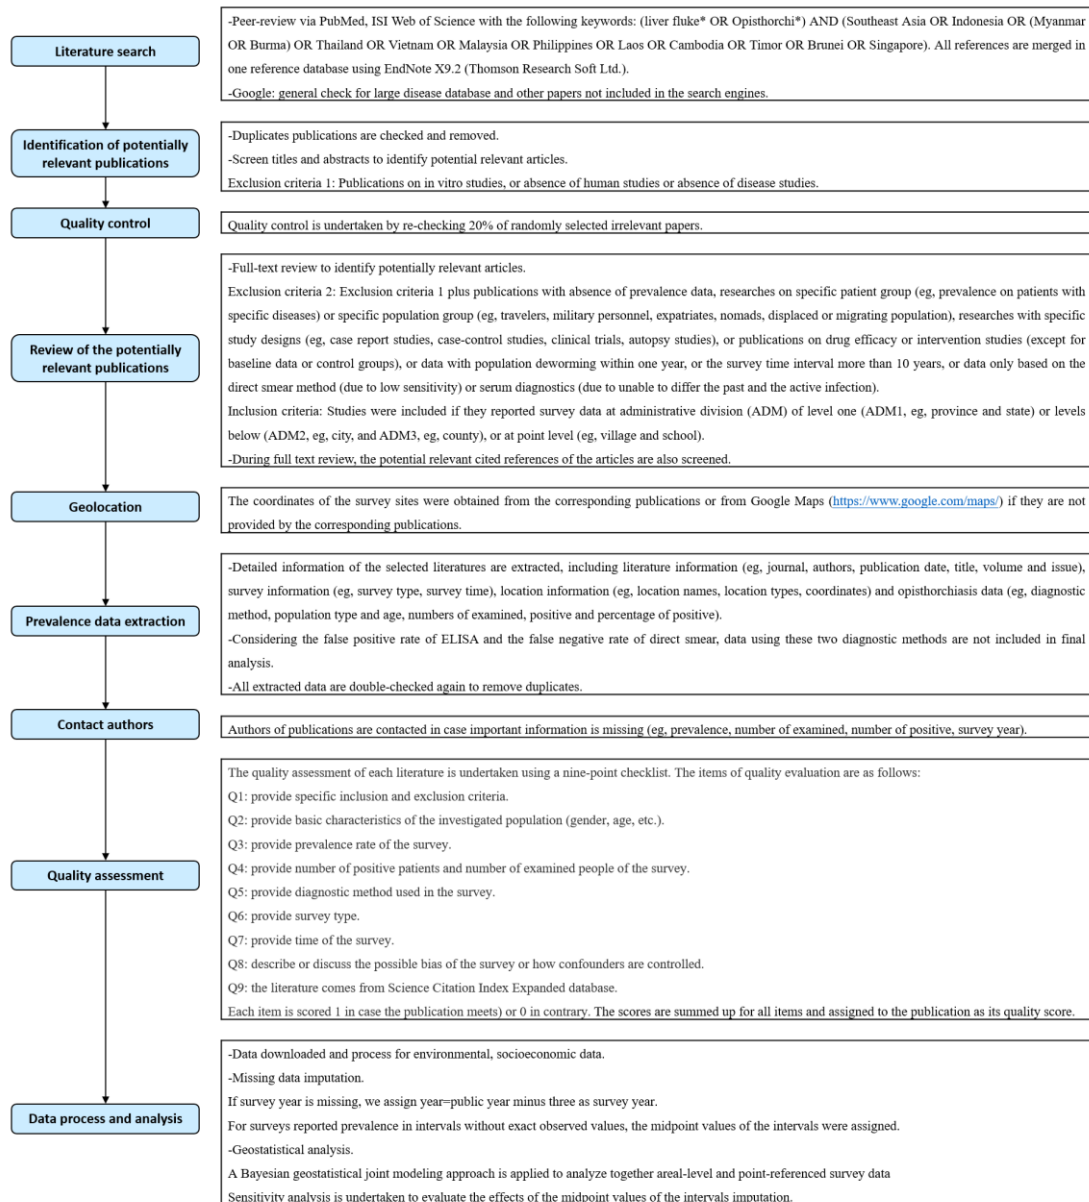 Literature search
-Peer-review via PubMed, ISI Web of Science with the following keywords: (liver fluke* OR Opisthorchi*) AND (Southeast Asia OR Indonesia OR (Myanmar
OR Burma) OR Thailand OR Vietnam OR Malaysia OR Philippines OR Laos OR Cambodia OR Timor OR Brunei OR Singapore). All references are merged in
one reference database using EndNote X9.2 (Thomson Research Soft Ltd.).
-Google: general check for large disease database and other papers not included in the search engines.
Identification of potentially
relevant publications
-Duplicates publications are checked and removed.
-Screen titles and abstracts to identify potential relevant articles.
Exclusion criteria 1: Publications on in vitro studies, or absence of human studies or absence of disease studies.
Quality control
Quality control is undertaken by re-checking 20% of randomly selected irrelevant papers.
Review of the potentially
relevant publications
-Full-text review to identify potentially relevant articles.
Exclusion criteria 2: Exclusion criteria 1 plus publications with absence of prevalence data, researches on specific patient group (eg, prevalence on patients with
specific diseases) or specific population group (eg, travelers, military personnel, expatriates, nomads, displaced or migrating population), researches with specific
study designs (eg, case report studies, case-control studies, clinical trials, autopsy studies), or publications on drug efficacy or intervention studies (except for
baseline data or control groups), or data with population deworming within one year, or the survey time interval more than 10 years, or data only based on the
direct smear method (due to low sensitivity) or serum diagnostics (due to unable to differ the past and the active infection).
Inclusion criteria: Studies were included if they reported survey data at administrative division (ADM) of level one (ADM1, eg, province and state) or levels
below (ADM2, eg, city, and ADM3, eg, county), or at point level (eg, village and school).
-During full text review, the potential relevant cited references of the articles are also screened.
Geolocation
The coordinates of the survey sites were obtained from the corresponding publications or from Google Maps (https://www.google.com/maps/) if they are not
provided by the corresponding publications.
Prevalence data extraction
-Detailed information of the selected literatures are extracted, including literature information (eg, journal, authors, publication date, title, volume and issue),
survey information (eg, survey type, survey time), location information (eg, location names, location types, coordinates) and opisthorchiasis data (eg, diagnostic
method, population type and age, numbers of examined, positive and percentage of positive).
-Considering the false positive rate of ELISA and the false negative rate of direct smear, data using these two diagnostic methods are not included in final
analysis.
-All extracted data are double-checked again to remove duplicates.
Contact authors
Authors of publications are contacted in case important information is missing (eg, prevalence, number of examined, number of positive, survey year).
Quality assessment
The quality assessment of each literature is undertaken using a nine-point checklist. The items of quality evaluation are as follows:
Q1: provide specific inclusion and exclusion criteria.
Q2: provide basic characteristics of the investigated population (gender, age, etc.).
Q3: provide prevalence rate of the survey.
Q4: provide number of positive patients and number of examined people of the survey.
Q5: provide diagnostic method used in the survey.
Q6: provide survey type.
Q7: provide time of the survey.
Q8: describe or discuss the possible bias of the survey or how confounders are controlled.
Q9: the literature comes from Science Citation Index Expanded database.
Each item is scored 1 in case the publication meets) or 0 in contrary. The scores are summed up for all items and assigned to the publication as its quality score.
Data process and analysis
-Data downloaded and process for environmental, socioeconomic data.
-Missing data imputation.
If survey year is missing, we assign year=public year minus three as survey year.
For surveys reported prevalence in intervals without exact observed values, the midpoint values of the intervals were assigned.
-Geostatistical analysis.
A Bayesian geostatistical joint modeling approach is applied to analyze together areal-level and point-referenced survey data
Sensitivity analysis is undertaken to evaluate the effects of the midpoint values of the intervals imputation.